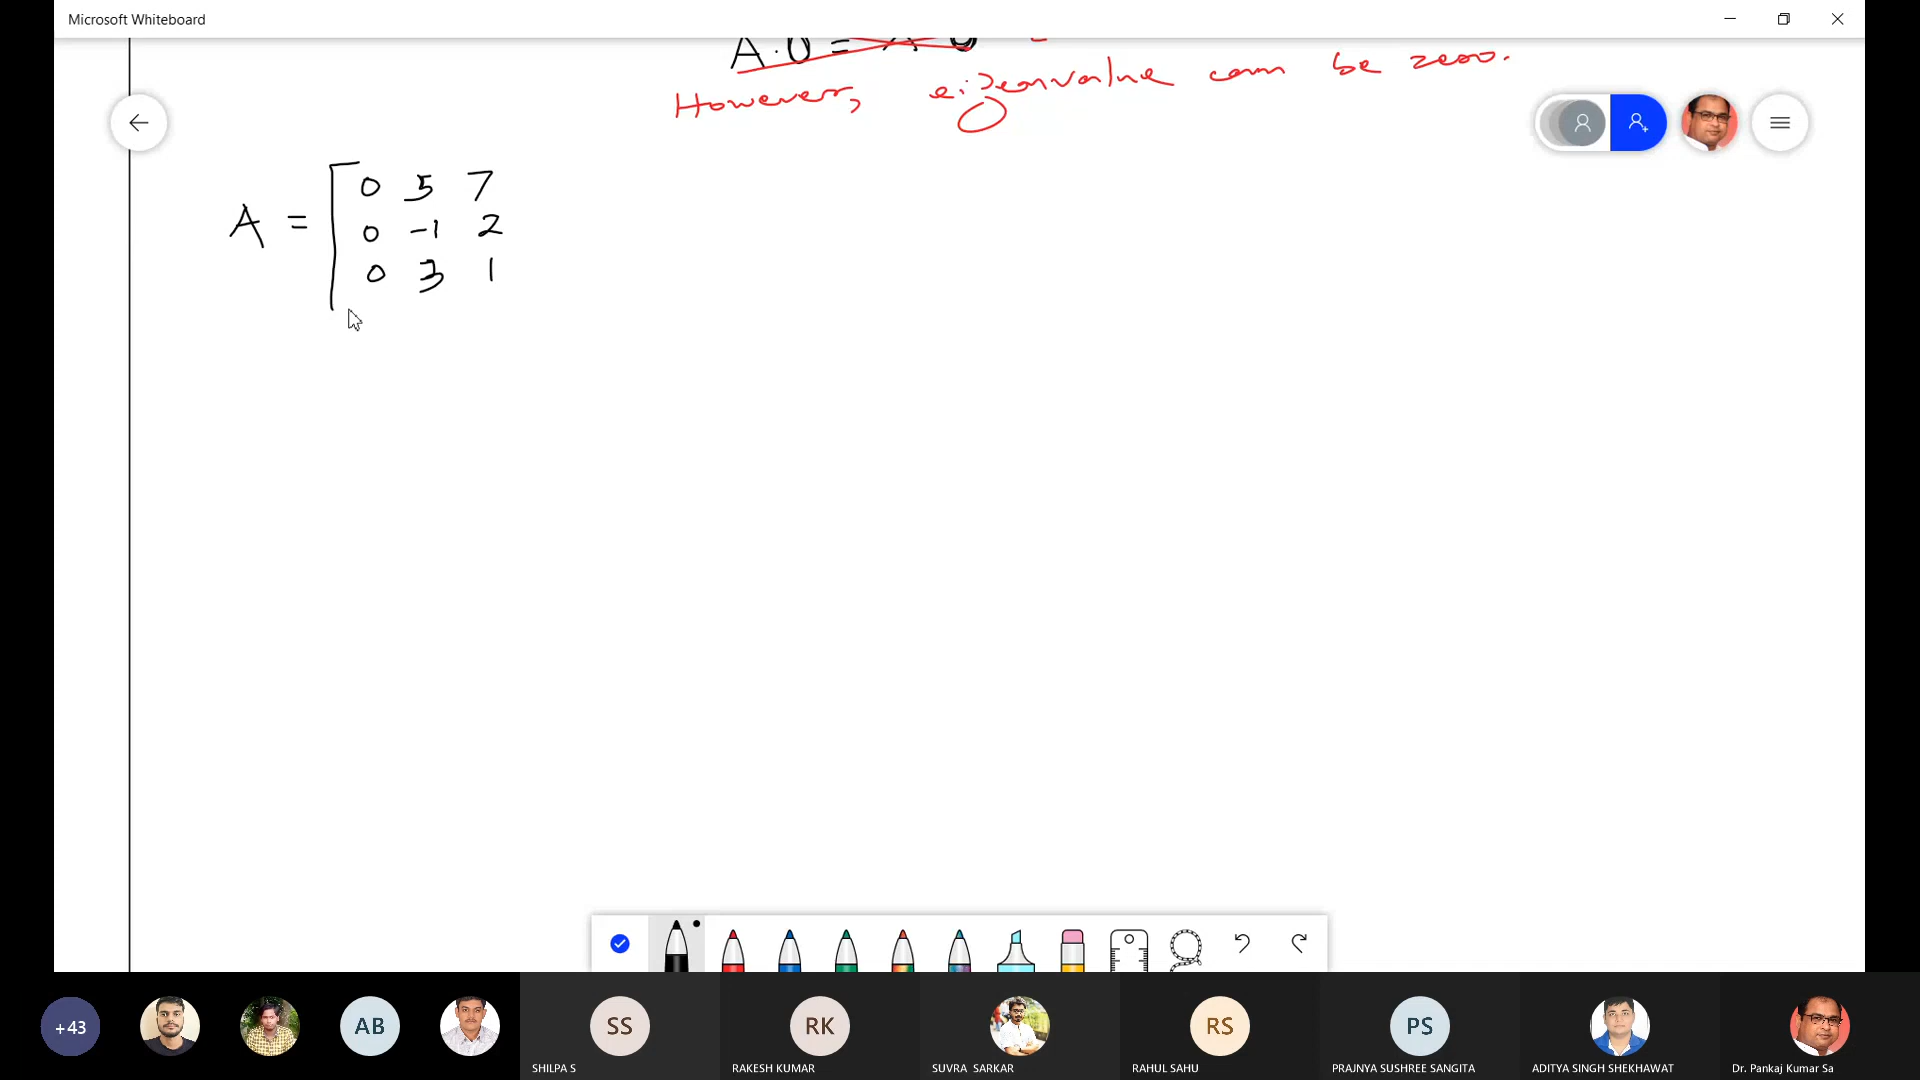 Microsoft Whiteboard
A . 0 =
However, eigenvalue can be zero.
A = [ 0 5 7
0 -1 2
0 3 1
+43
AB
SS
RK
RS
PS
SHILPA S
RAKESH KUMAR
SUVRA SARKAR
RAHUL SAHU
PRAJNYA SUSHREE SANGITA
ADITYA SINGH SHEKHAWAT
Dr. Pankaj Kumar Sa